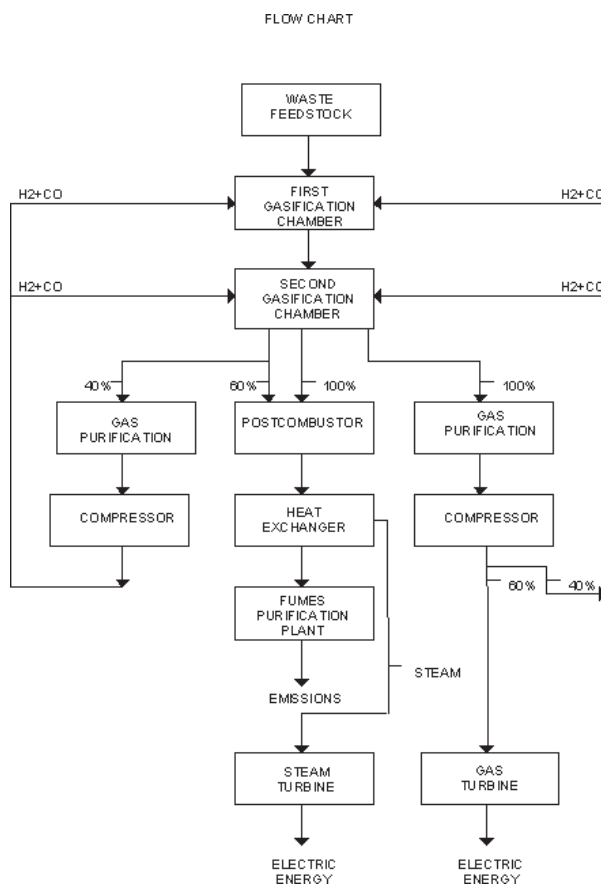 FLOW CHART
WASTE
FEEDSTOCK
H2+CO
FIRST
GASIFICATION
CHAMBER
H2+CO
H2+CO
SECOND
GASIFICATION
CHAMBER
H2+CO
40%
60%
100%
100%
GAS
PURIFICATION
POSTCOMBUSTOR
GAS
PURIFICATION
COMPRESSOR
HEAT
EXCHANGER
COMPRESSOR
60%
40%
FUMES
PURIFICATION
PLANT
STEAM
EMISSIONS
STEAM
TURBINE
GAS
TURBINE
ELECTRIC
ENERGY
ELECTRIC
ENERGY